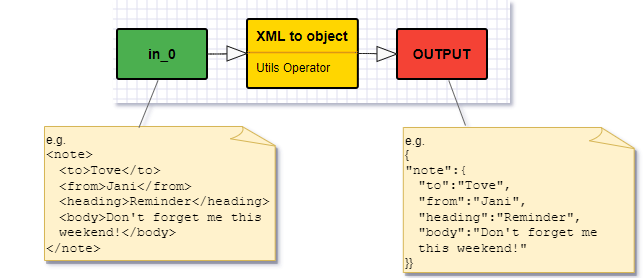 in_0
XML to object
Utils Operator
OUTPUT
e.g.
<note>
<to>Tove</to>
<from>Jani</from>
<heading>Reminder</heading>
<body>Don't forget me this
weekend!</body>
</note>
e.g.
{
"note":{
"to":"Tove",
"from":"Jani",
"heading":"Reminder",
"body":"Don't forget me
this weekend!"
}}